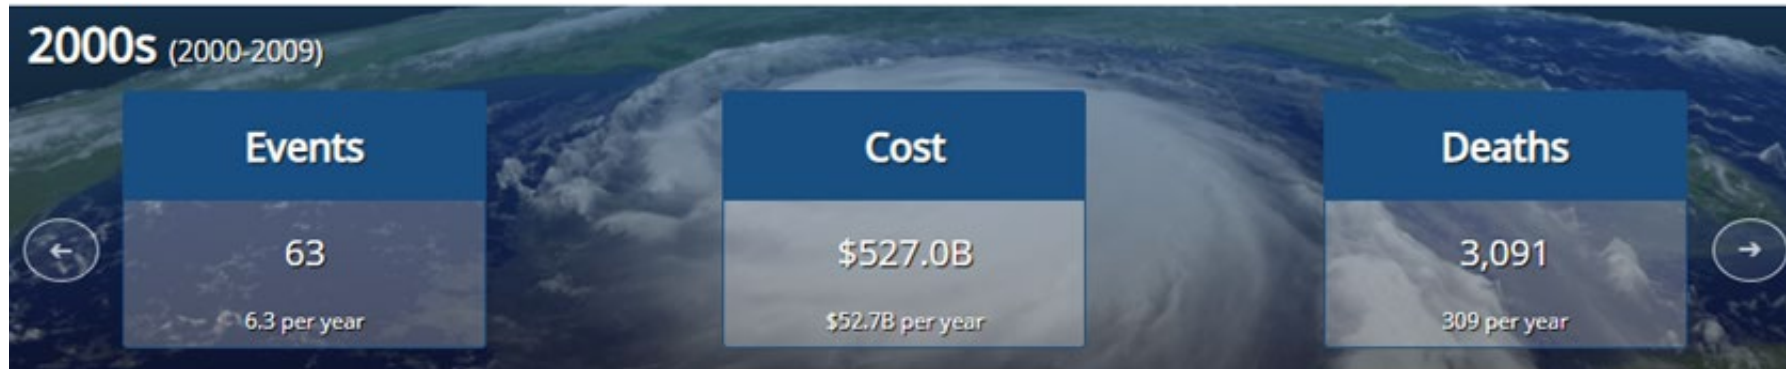 2000s (2000-2009)
Events
63
6.3 per year
Cost
$527.0B
$52.7B per year
Deaths
3,091
309 per year